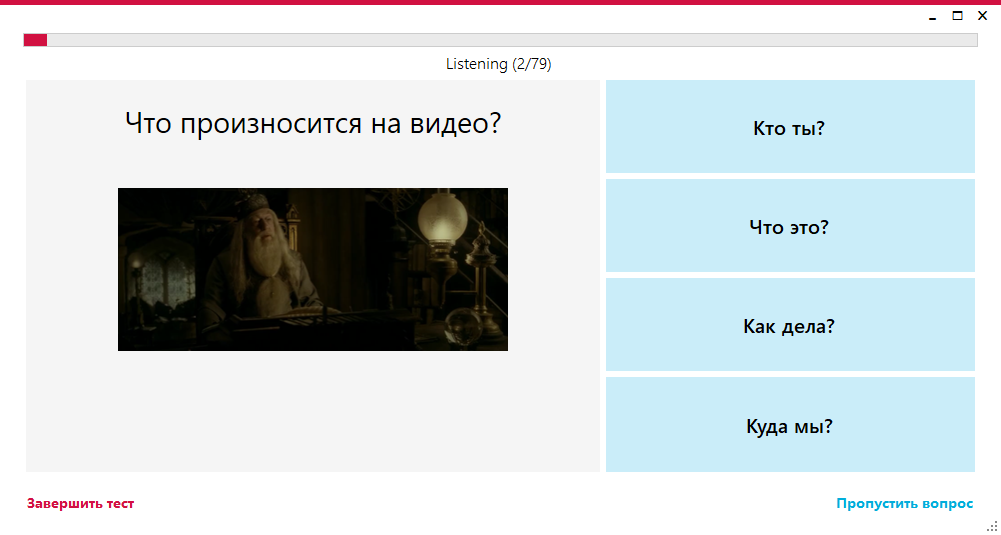 Listening (2/79)
Что произносится на видео?
Кто ты?
Что это?
Как дела?
Куда мы?
Завершить тест
Пропустить вопрос